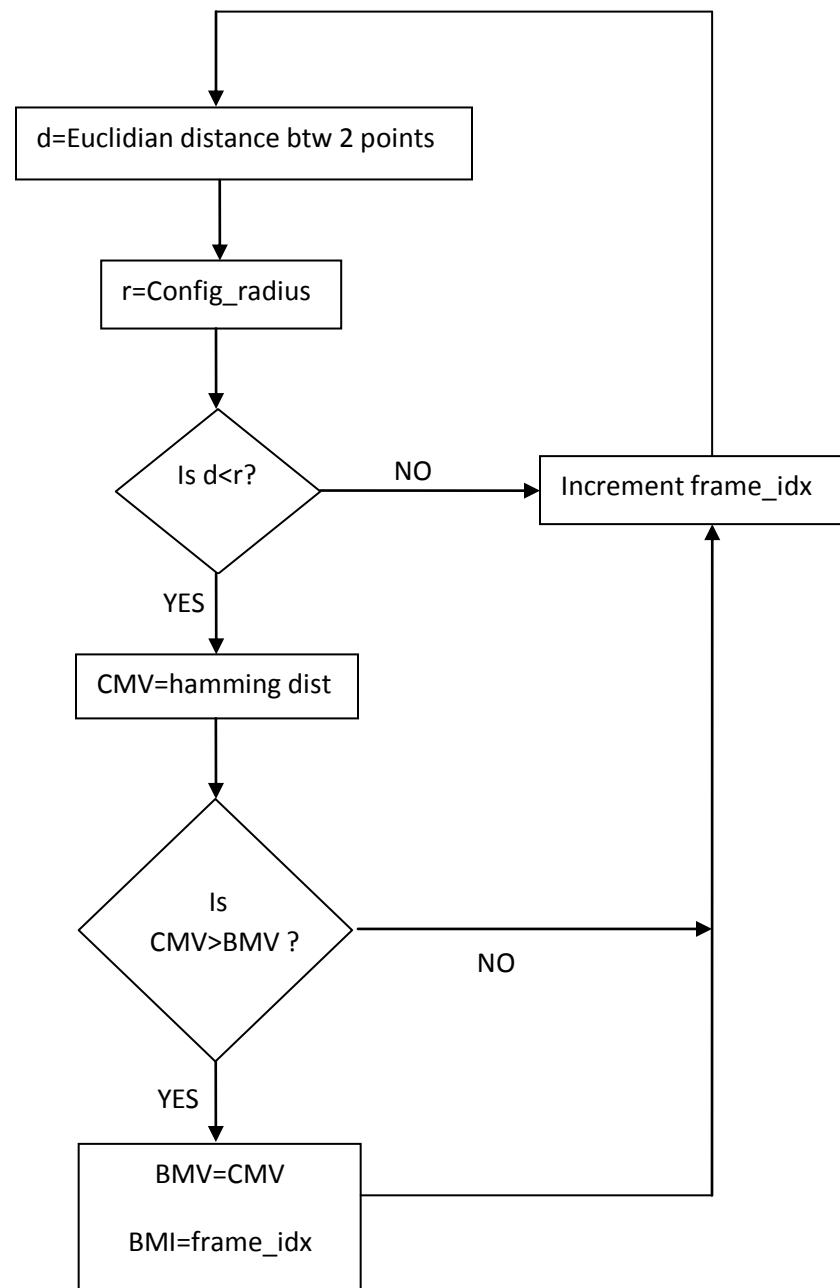 d=Euclidian distance btw 2 points
r=Config_radius
Is d<r?
NO
Increment frame_idx
YES
CMV=hamming dist
Is
CMV>BMV ?
NO
YES
BMV=CMV
BMI=frame_idx